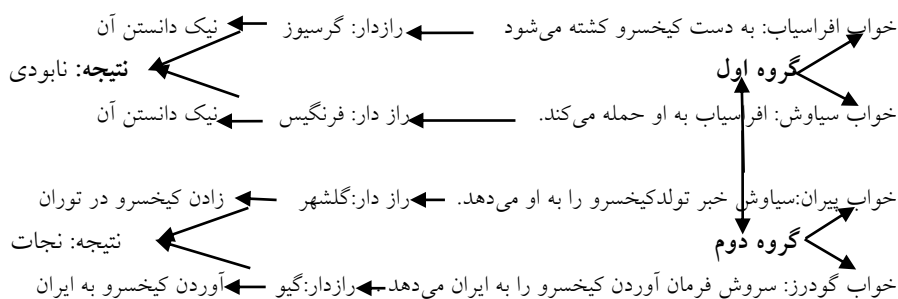 خواب افراسیاب: به دست کیخسرو کشته می‌شود رازدار: گرسیوز نیک دانستن آن
گروه اول نتیجه: نابودی
خواب سیاوش: افراسیاب به او حمله می‌کند. راز دار: فرنگیس نیک دانستن آن
خواب پیران:سیاوش خبر تولدکیخسرو را به او می‌دهد. راز دار:گلشهر زادن کیخسرو در توران
گروه دوم نتیجه: نجات
خواب گودرز: سروش فرمان آوردن کیخسرو را به ایران می‌دهد. رازدار:گیو آوردن کیخسرو به ایران